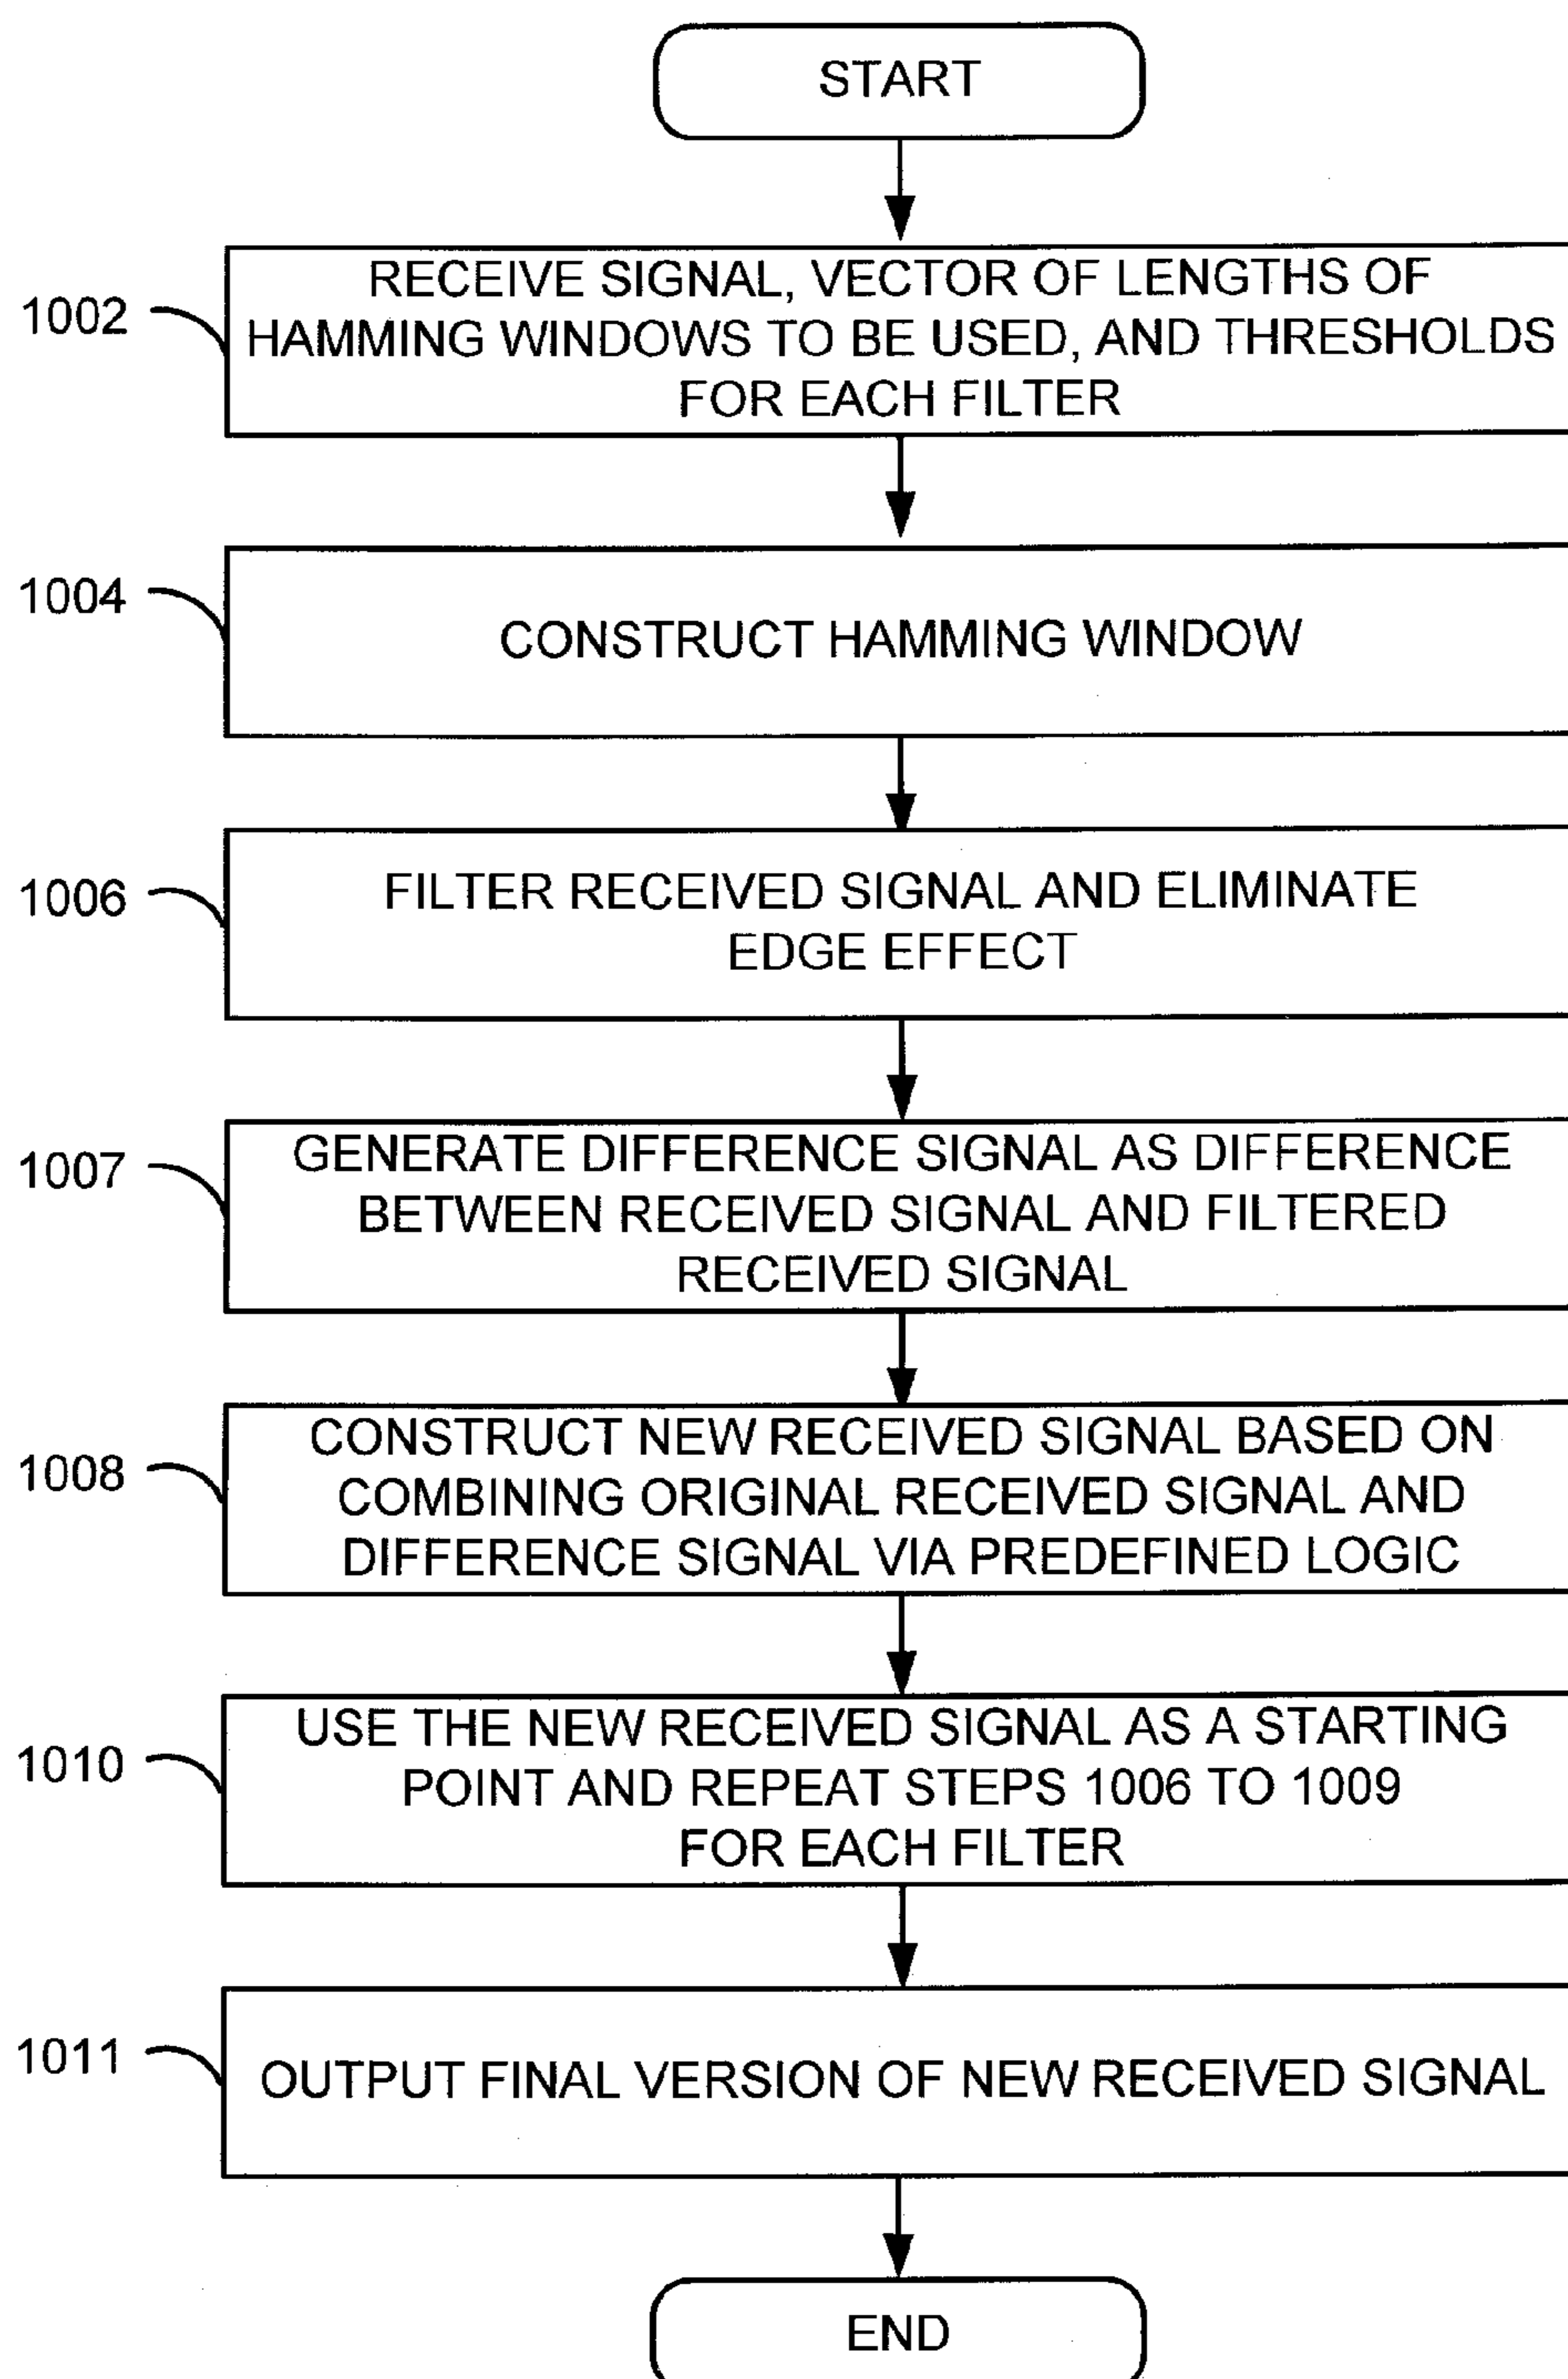 START
1002
RECEIVE SIGNAL, VECTOR OF LENGTHS OF
HAMMING WINDOWS TO BE USED, AND THRESHOLDS
FOR EACH FILTER
1004
CONSTRUCT HAMMING WINDOW
1006
FILTER RECEIVED SIGNAL AND ELIMINATE
EDGE EFFECT
1007
GENERATE DIFFERENCE SIGNAL AS DIFFERENCE
BETWEEN RECEIVED SIGNAL AND FILTERED
RECEIVED SIGNAL
1008
CONSTRUCT NEW RECEIVED SIGNAL BASED ON
COMBINING ORIGINAL RECEIVED SIGNAL AND
DIFFERENCE SIGNAL VIA PREDEFINED LOGIC
1010
USE THE NEW RECEIVED SIGNAL AS A STARTING
POINT AND REPEAT STEPS 1006 TO 1009
FOR EACH FILTER
1011
OUTPUT FINAL VERSION OF NEW RECEIVED SIGNAL
END